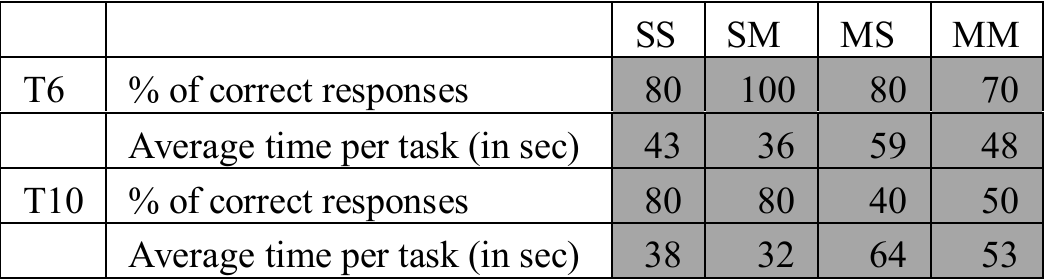 SS SM MS MM
T6 % of correct responses 80 100 80 70
Average time per task (in sec) 43 36 59 48
T10 % of correct responses 80 80 40 50
Average time per task (in sec) 38 32 64 53